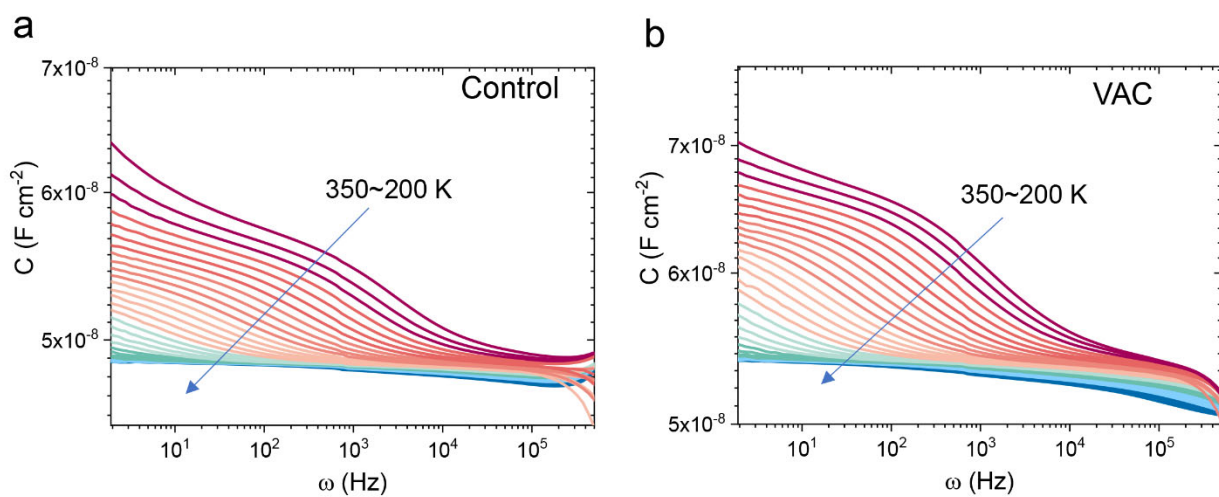 a
Control
350~200 K
7x10⁻⁸
6x10⁻⁸
5x10⁻⁸
C (F cm⁻²)
10¹ 10² 10³ 10⁴ 10⁵
ω (Hz)
b
VAC
350~200 K
7x10⁻⁸
6x10⁻⁸
5x10⁻⁸
C (F cm⁻²)
10¹ 10² 10³ 10⁴ 10⁵
ω (Hz)